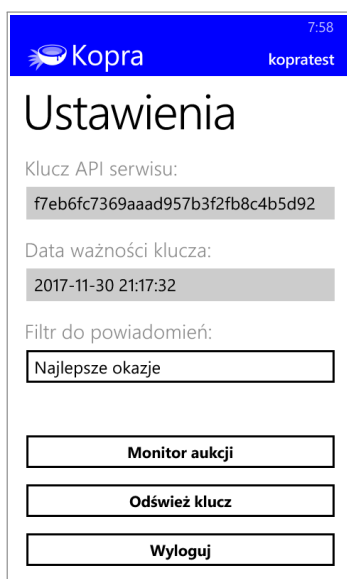 7:58
Kopra
kopratest
Ustawienia
Klucz API serwisu:
f7eb6fc7369aaad957b3f2fb8c4b5d92
Data ważności klucza:
2017-11-30 21:17:32
Filtr do powiadomień:
Najlepsze okazje
Monitor aukcji
Odśwież klucz
Wyloguj